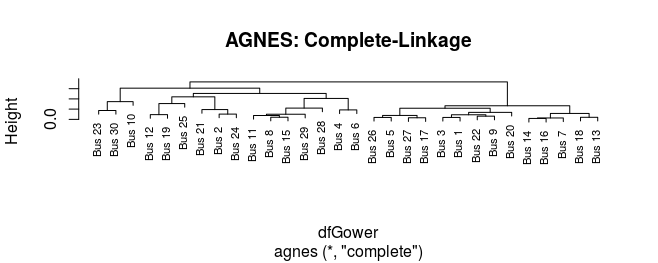 AGNES: Complete-Linkage
Height
0.0
Bus 23
Bus 30
Bus 10
Bus 12
Bus 19
Bus 25
Bus 21
Bus 2
Bus 24
Bus 11
Bus 8
Bus 15
Bus 29
Bus 28
Bus 4
Bus 6
Bus 26
Bus 5
Bus 27
Bus 17
Bus 3
Bus 1
Bus 22
Bus 9
Bus 20
Bus 14
Bus 16
Bus 7
Bus 18
Bus 13
dfGower
agnes (*, "complete")